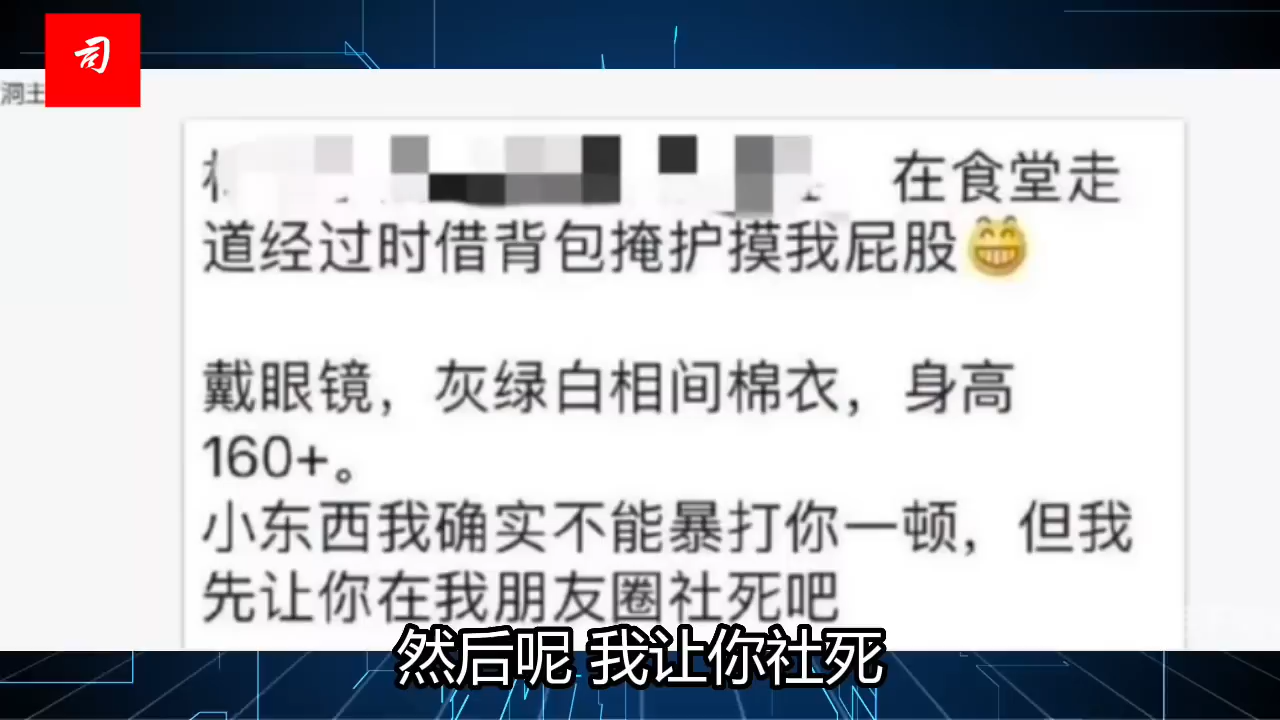 司
洞主
在食堂走
道经过时借背包掩护摸我屁股😁
戴眼镜，灰绿白相间棉衣，身高
160+。
小东西我确实不能暴打你一顿，但我
先让你在我朋友圈社死吧
然后呢 我让你社死